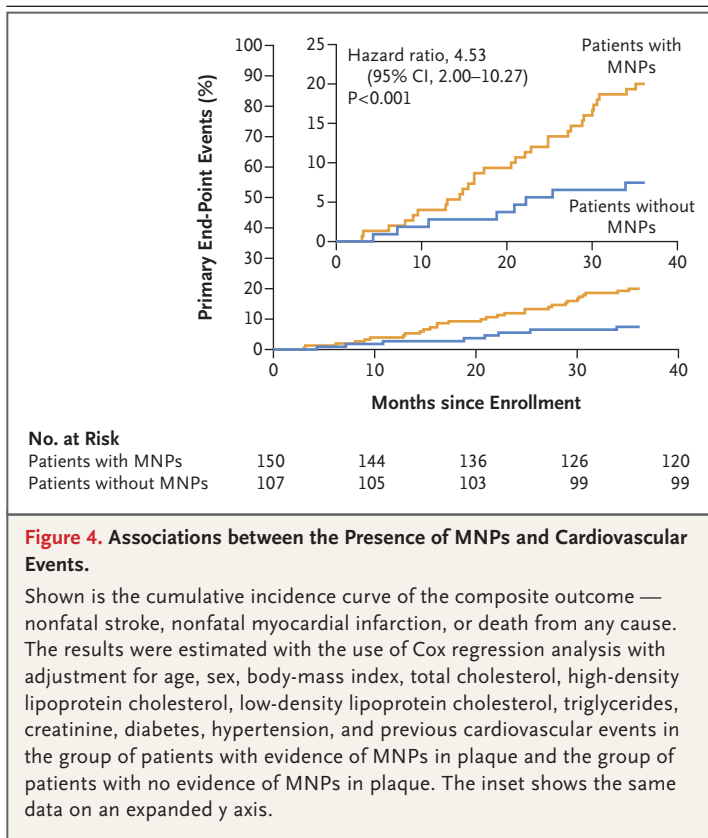 100
90
80
70
60
50
40
30
20
10
0
Primary End-Point Events (%)
25
20
15
10
5
0
Hazard ratio, 4.53
(95% CI, 2.00–10.27)
P<0.001
Patients with
MNPs
Patients without
MNPs
0 10 20 30 40
0 10 20 30 40
Months since Enrollment
No. at Risk
Patients with MNPs 150 144 136 126 120
Patients without MNPs 107 105 103 99 99
Figure 4. Associations between the Presence of MNPs and Cardiovascular
Events.
Shown is the cumulative incidence curve of the composite outcome —
nonfatal stroke, nonfatal myocardial infarction, or death from any cause.
The results were estimated with the use of Cox regression analysis with
adjustment for age, sex, body-mass index, total cholesterol, high-density
lipoprotein cholesterol, low-density lipoprotein cholesterol, triglycerides,
creatinine, diabetes, hypertension, and previous cardiovascular events in
the group of patients with evidence of MNPs in plaque and the group of
patients with no evidence of MNPs in plaque. The inset shows the same
data on an expanded y axis.